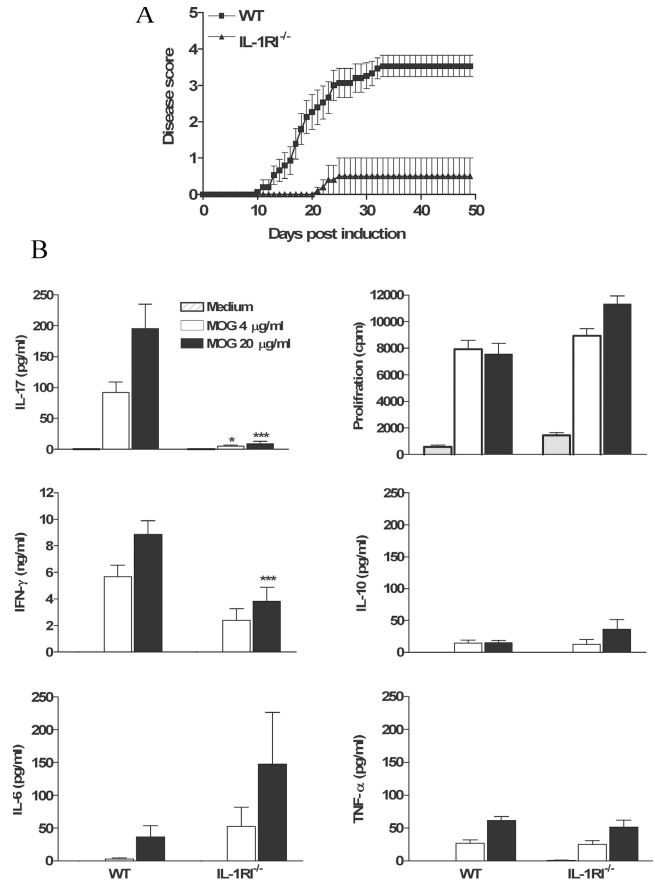 A
WT
IL-1RI-/-
Disease score
5
4
3
2
1
0
0 10 20 30 40 50
Days post induction
B
IL-17 (pg/ml)
250
200
150
100
50
0
Medium
MOG 4 μg/ml
MOG 20 μg/ml
* ***
Prolifration (cpm)
12000
10000
8000
6000
4000
2000
0
IFN-γ (ng/ml)
12
10
8
6
4
2
0
***
IL-10 (pg/ml)
250
200
150
100
50
0
IL-6 (pg/ml)
250
200
150
100
50
0
WT IL-1RI-/-
TNF-α (pg/ml)
250
200
150
100
50
0
WT IL-1RI-/-